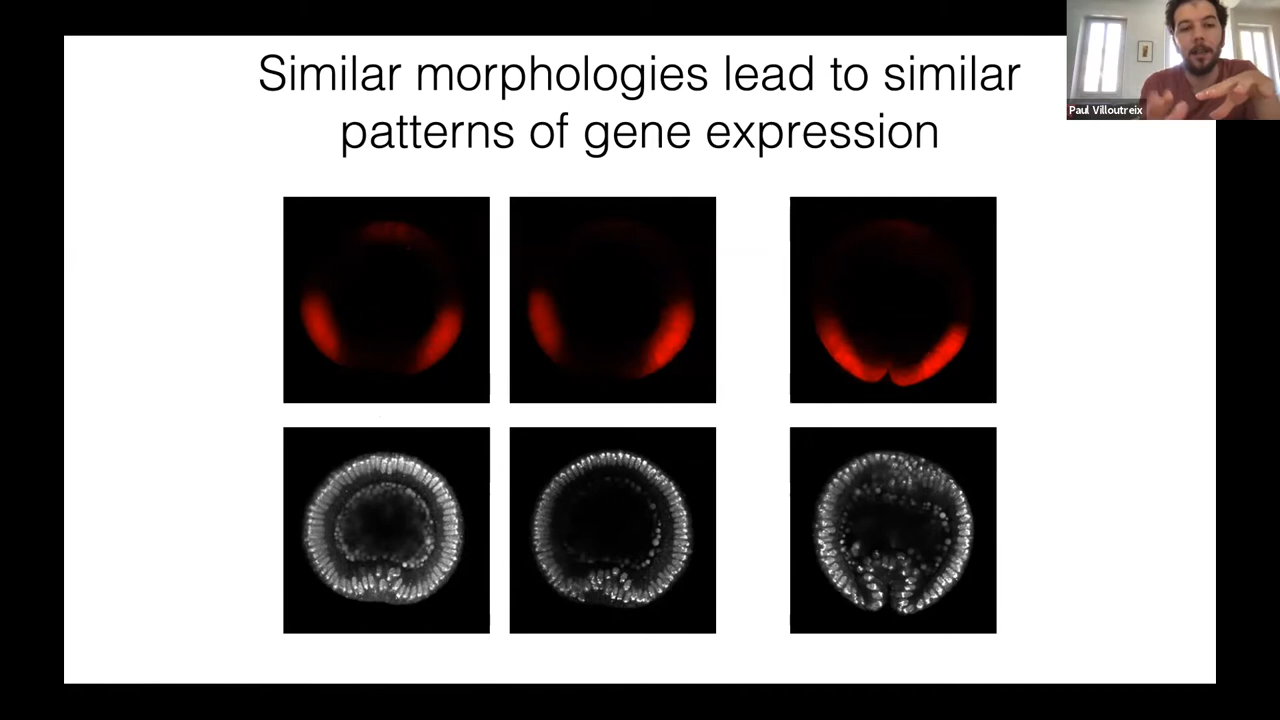 Similar morphologies lead to similar
patterns of gene expression
Paul Villoutreix